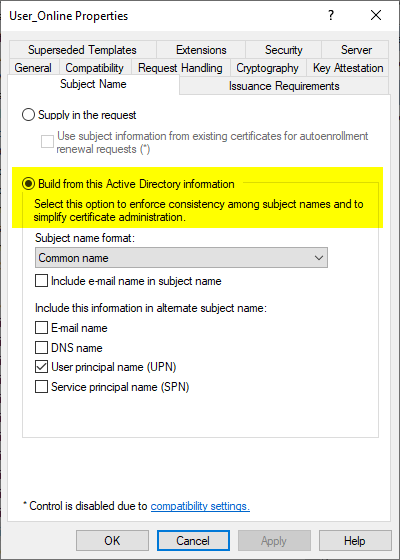 User_Online Properties
Superseded Templates Extensions Security Server
General Compatibility Request Handling Cryptography Key Attestation
Subject Name Issuance Requirements
Supply in the request
Use subject information from existing certificates for autoenrollment
renewal requests (*)
Build from this Active Directory information
Select this option to enforce consistency among subject names and to
simplify certificate administration.
Subject name format:
Common name
Include e-mail name in subject name
Include this information in alternate subject name:
E-mail name
DNS name
User principal name (UPN)
Service principal name (SPN)
* Control is disabled due to compatibility settings.
OK Cancel Apply Help